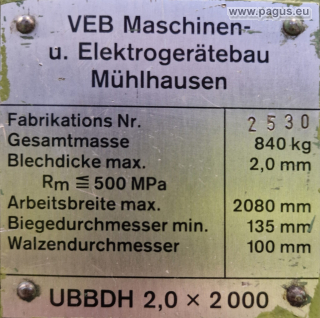 www.pagus.eu
VEB Maschinen-
u. Elektrogerätebau
Mühlhausen
Fabrikations Nr. 2530
Gesamtmasse 840 kg
Blechdicke max. 2,0 mm
Rm ≦ 500 MPa
Arbeitsbreite max. 2080 mm
Biegedurchmesser min. 135 mm
Walzendurchmesser 100 mm
UBBDH 2,0 × 2000